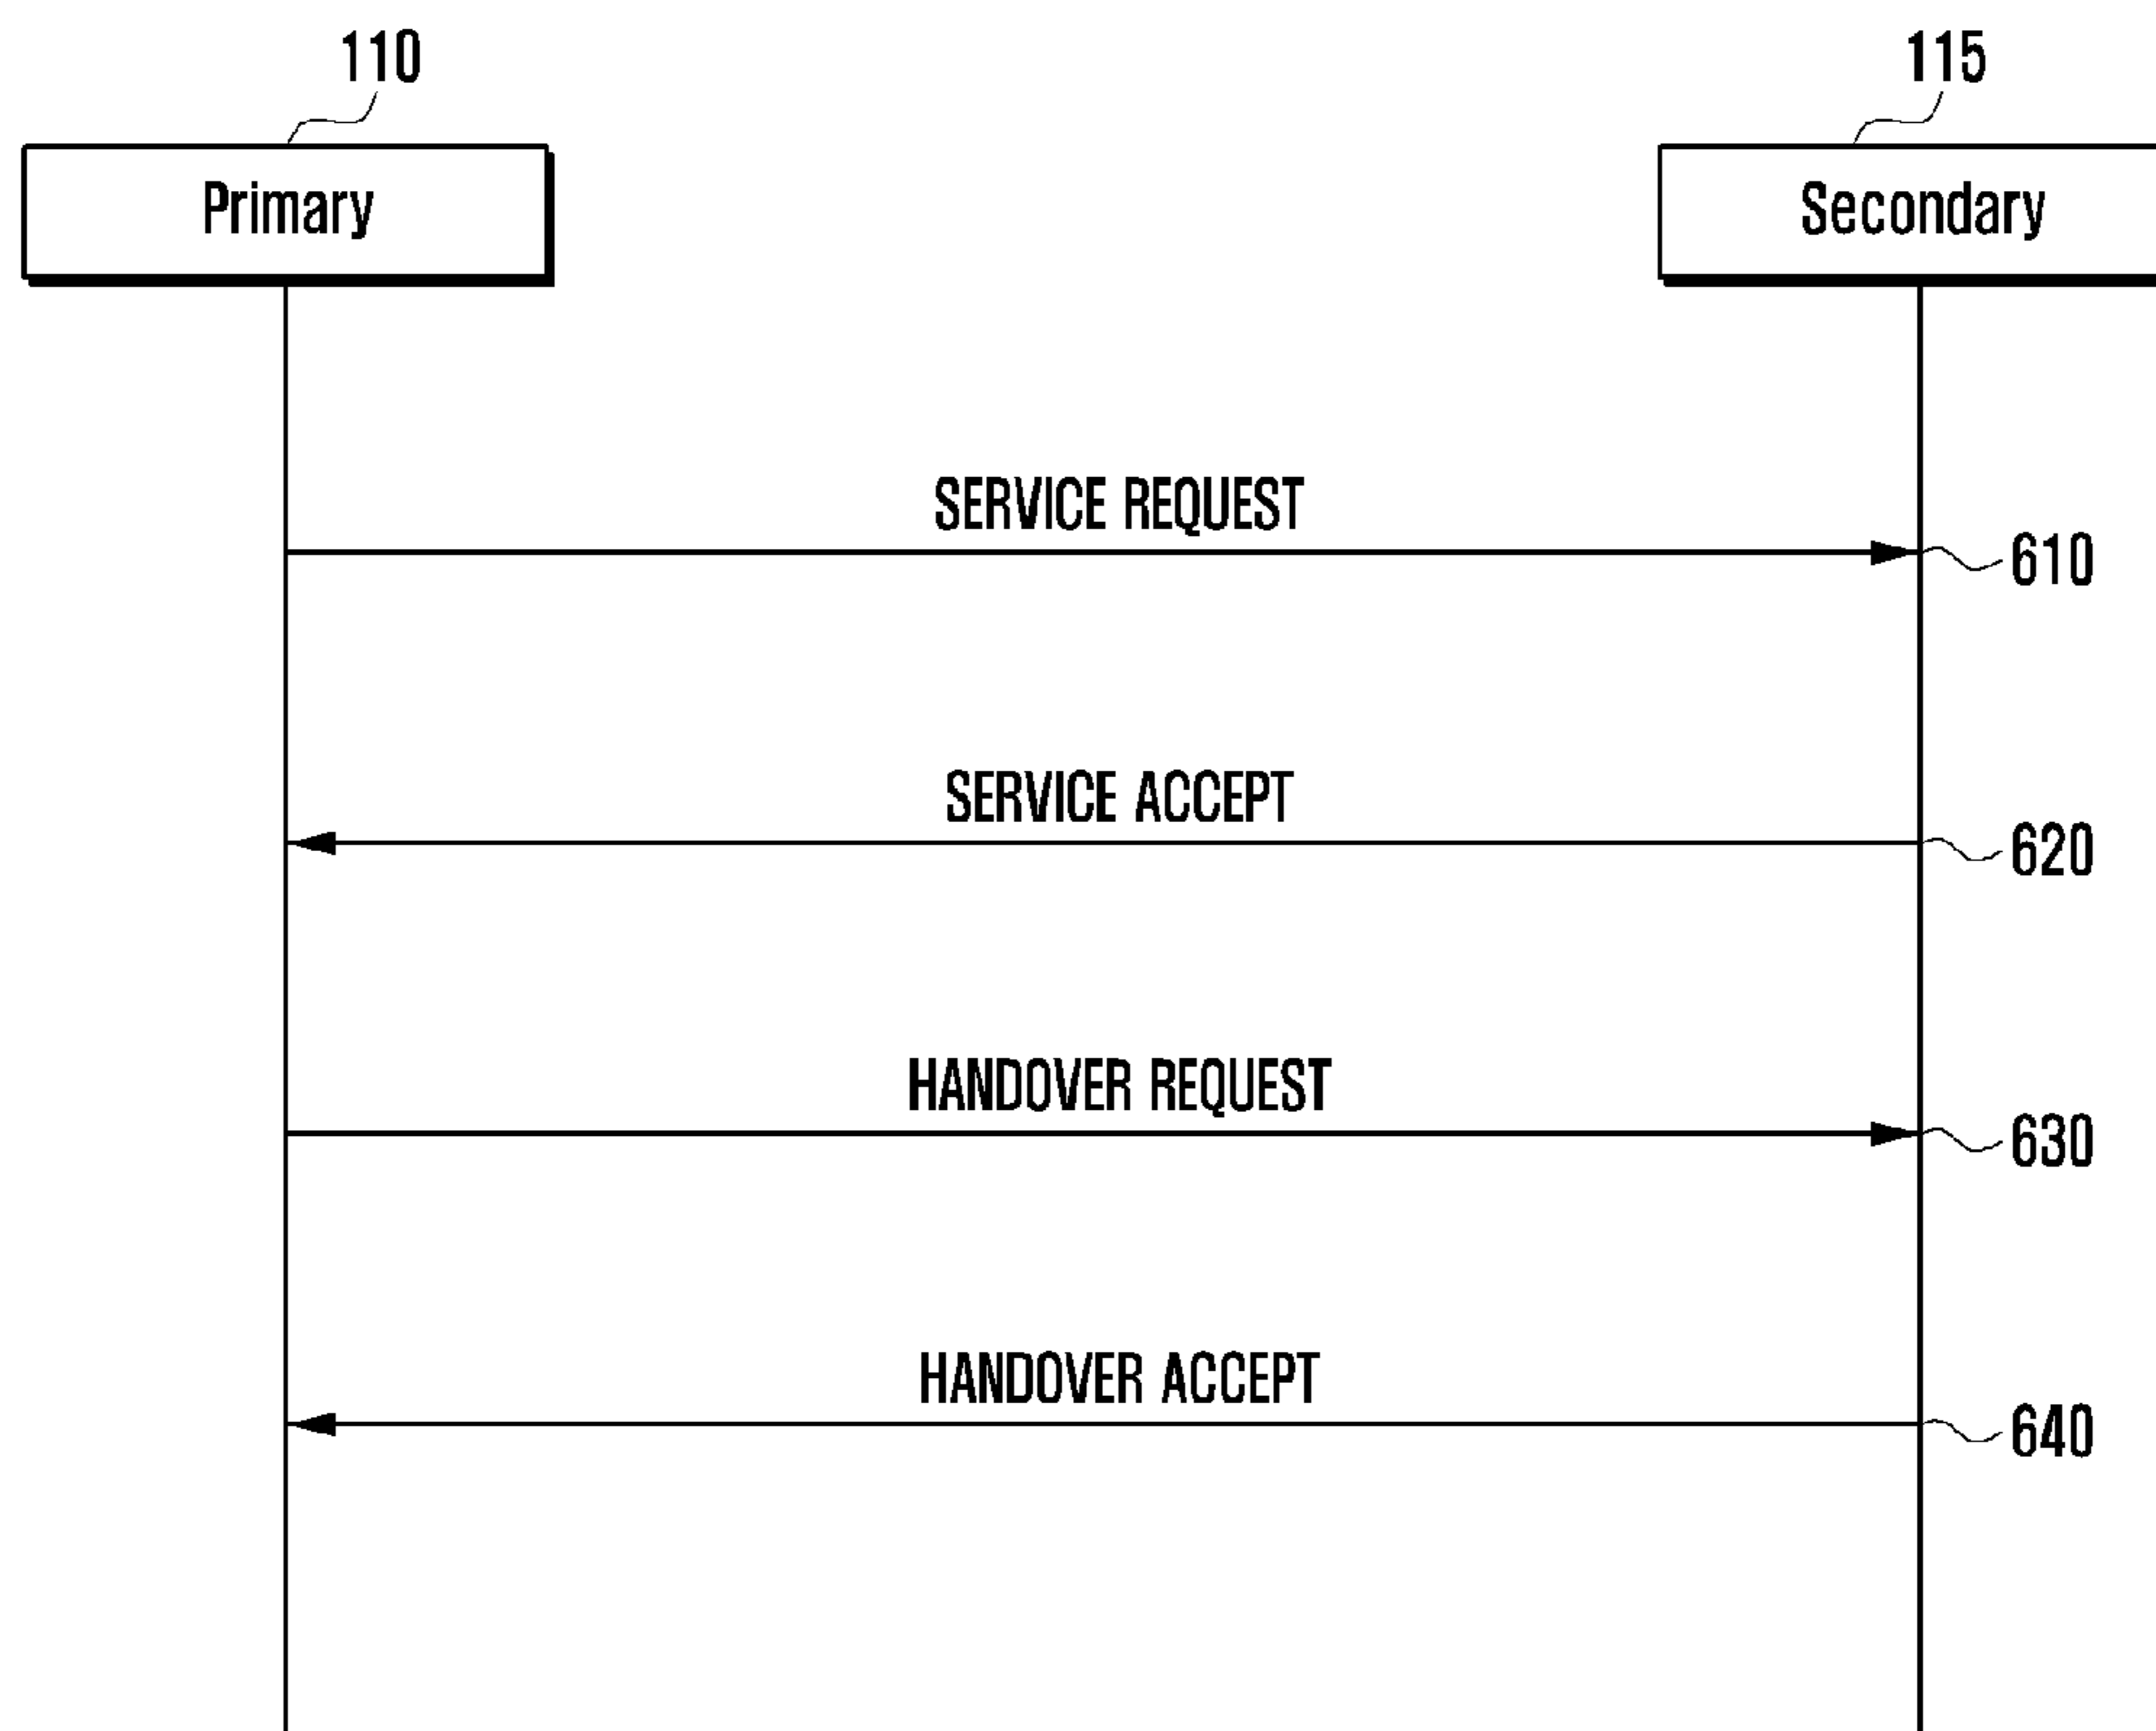 110
115
Primary
Secondary
SERVICE REQUEST
610
SERVICE ACCEPT
620
HANDOVER REQUEST
630
HANDOVER ACCEPT
640